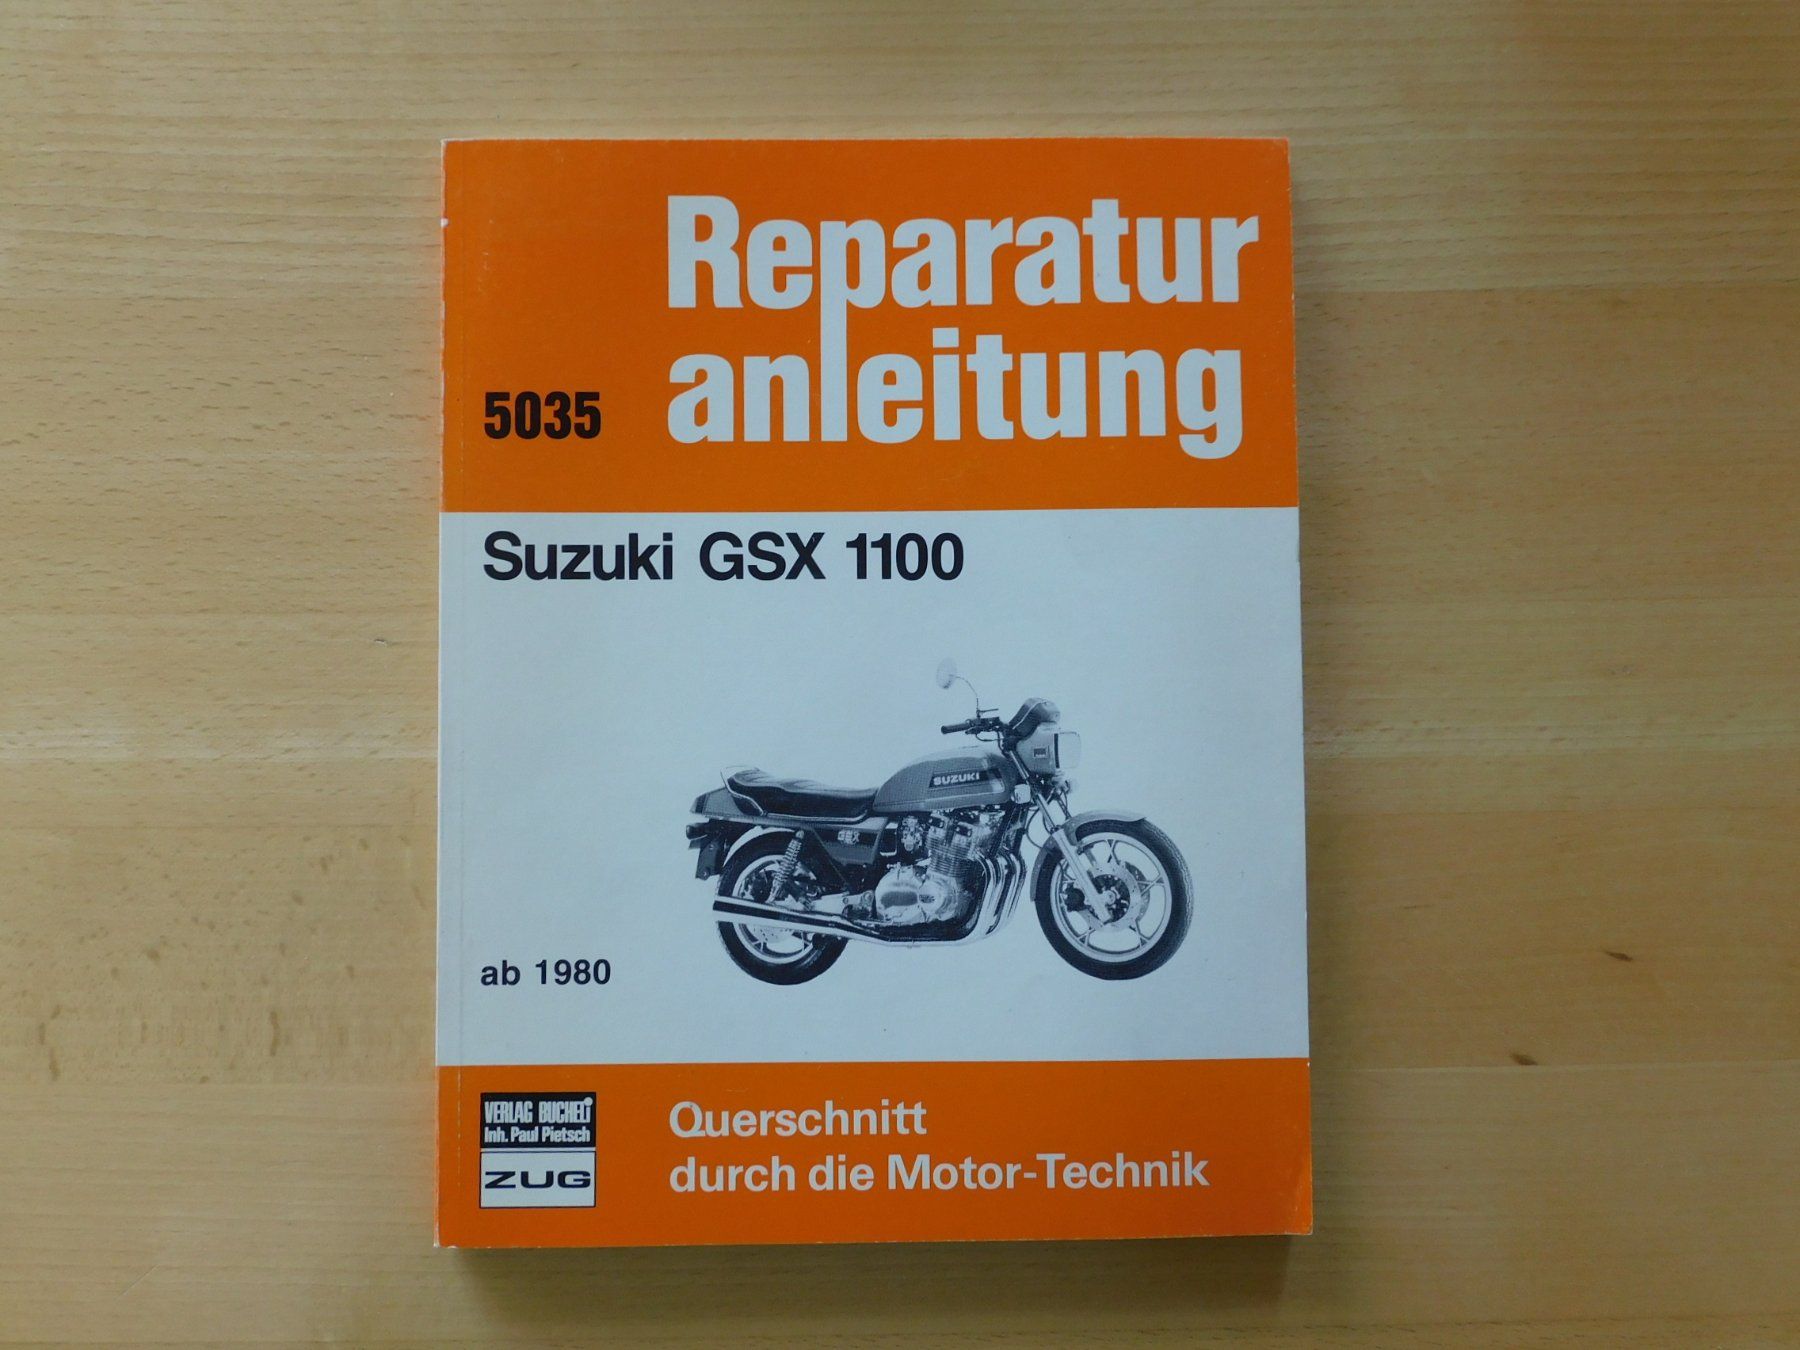 Reparatur
anleitung
5035
Suzuki GSX 1100
SUZUKI
GSX
ab 1980
VERLAG BUCHELI
Inh. Paul Pietsch
ZUG
Querschnitt
durch die Motor-Technik